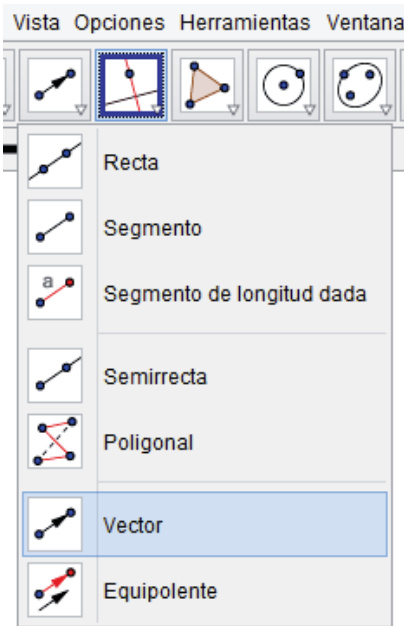 Vista Opciones Herramientas Ventana
Recta
Segmento
a
Segmento de longitud dada
Semirrecta
Poligonal
Vector
Equipolente